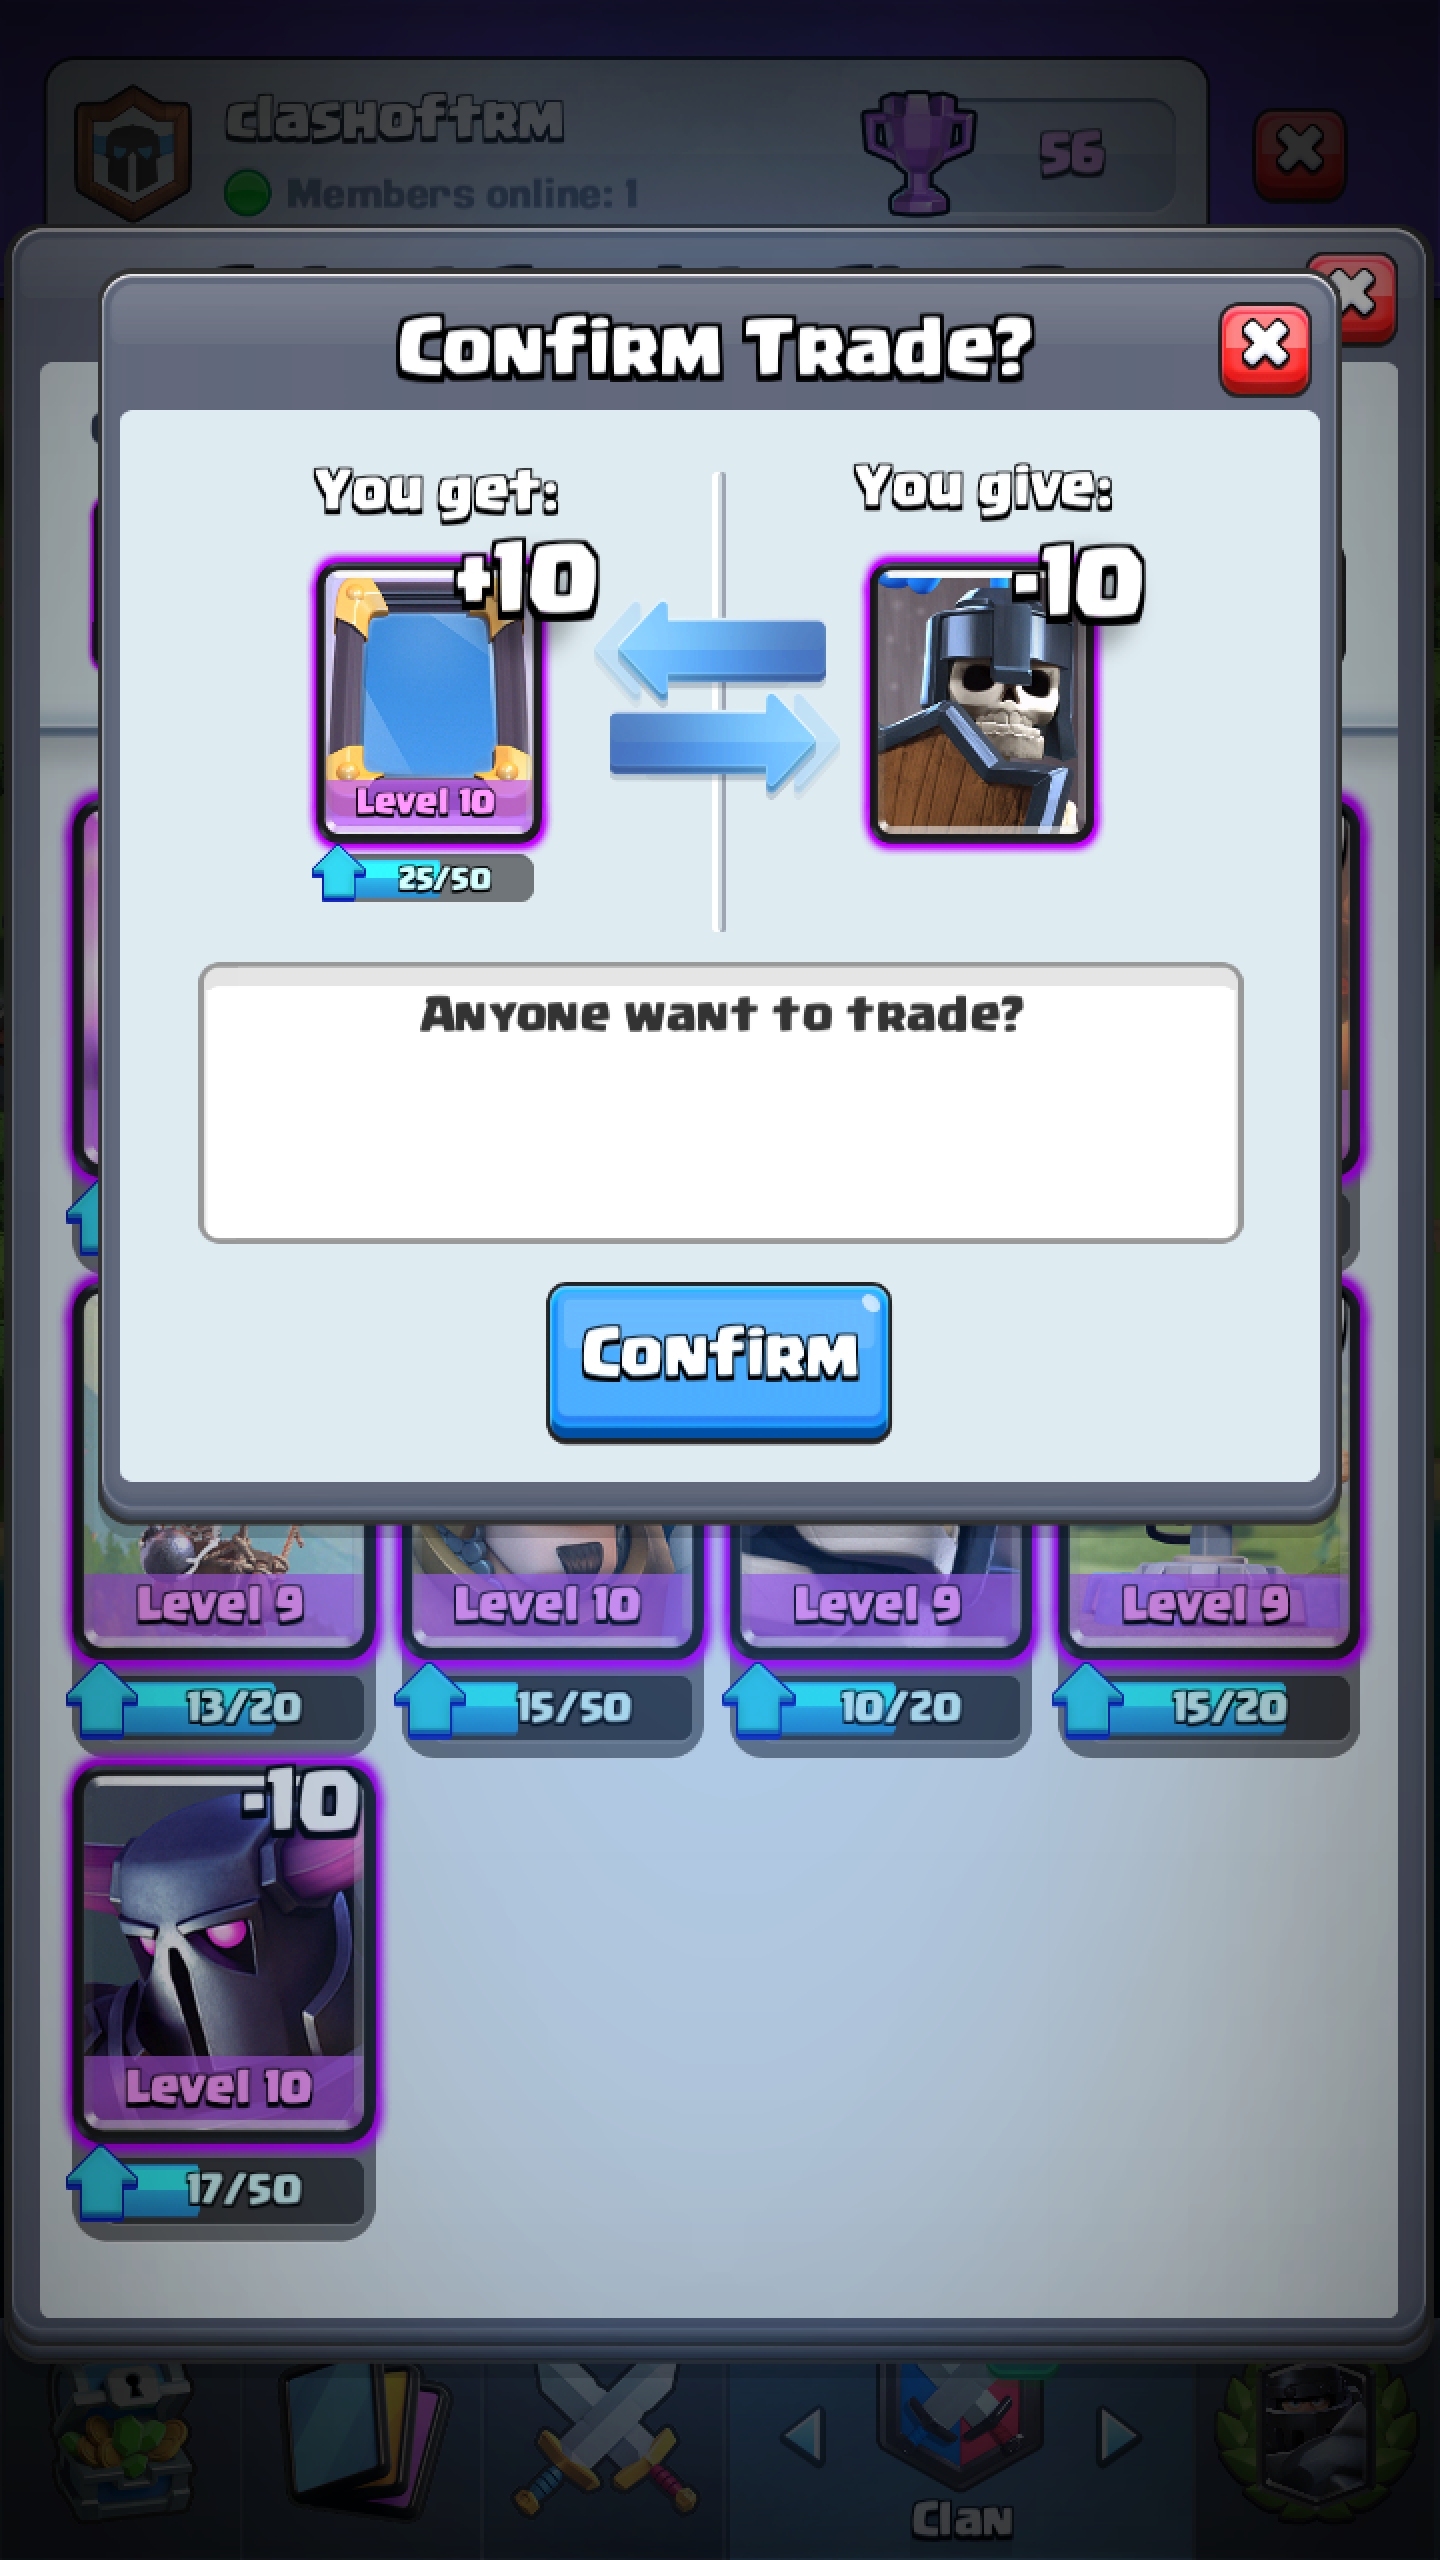 clashoftRM
Members online: 1
56
Confirm Trade?
You get:
You give:
+10
-10
Level 10
25/50
Anyone want to trade?
Confirm
Level 9
Level 10
Level 9
Level 9
13/20
15/50
10/20
15/20
-10
Level 10
17/50
Clan